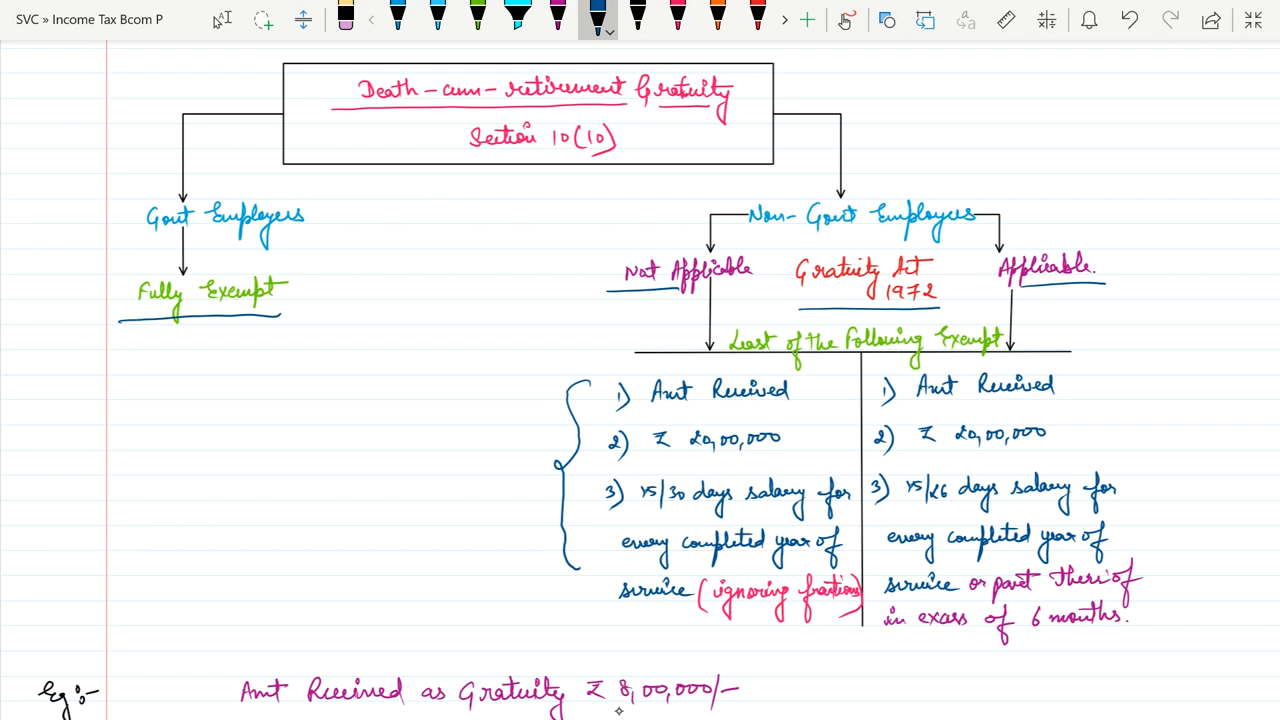 SVC » Income Tax Bcom P
Death-cum-retirement Gratuity
Section 10(10)
Govt Employees
Fully Exempt
Non-Govt Employees
Not Applicable
Gratuity Act
1972
Applicable.
Least of the Following Exempt
1) Amt Received
2) ₹ 20,00,000
3) 15/30 days salary for
every completed year of
service (ignoring fractions)
1) Amt Received
2) ₹ 20,00,000
3) 15/26 days salary for
every completed year of
service or part therof
in exass of 6 months.
Eg:-
Amt Received as Gratuity ₹ 8,00,000/-